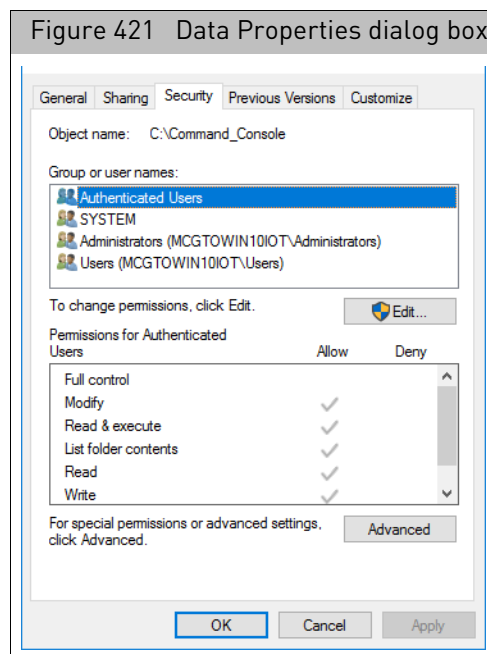 Figure 421 Data Properties dialog box
General Sharing Security Previous Versions Customize
Object name: C:\Command_Console
Group or user names:
Authenticated Users
SYSTEM
Administrators (MCGTOWIN10IOT\Administrators)
Users (MCGTOWIN10IOT\Users)
To change permissions, click Edit.
Edit...
Permissions for Authenticated
Users Allow Deny
Full control
Modify
Read & execute
List folder contents
Read
Write
For special permissions or advanced settings,
click Advanced.
Advanced
OK Cancel Apply